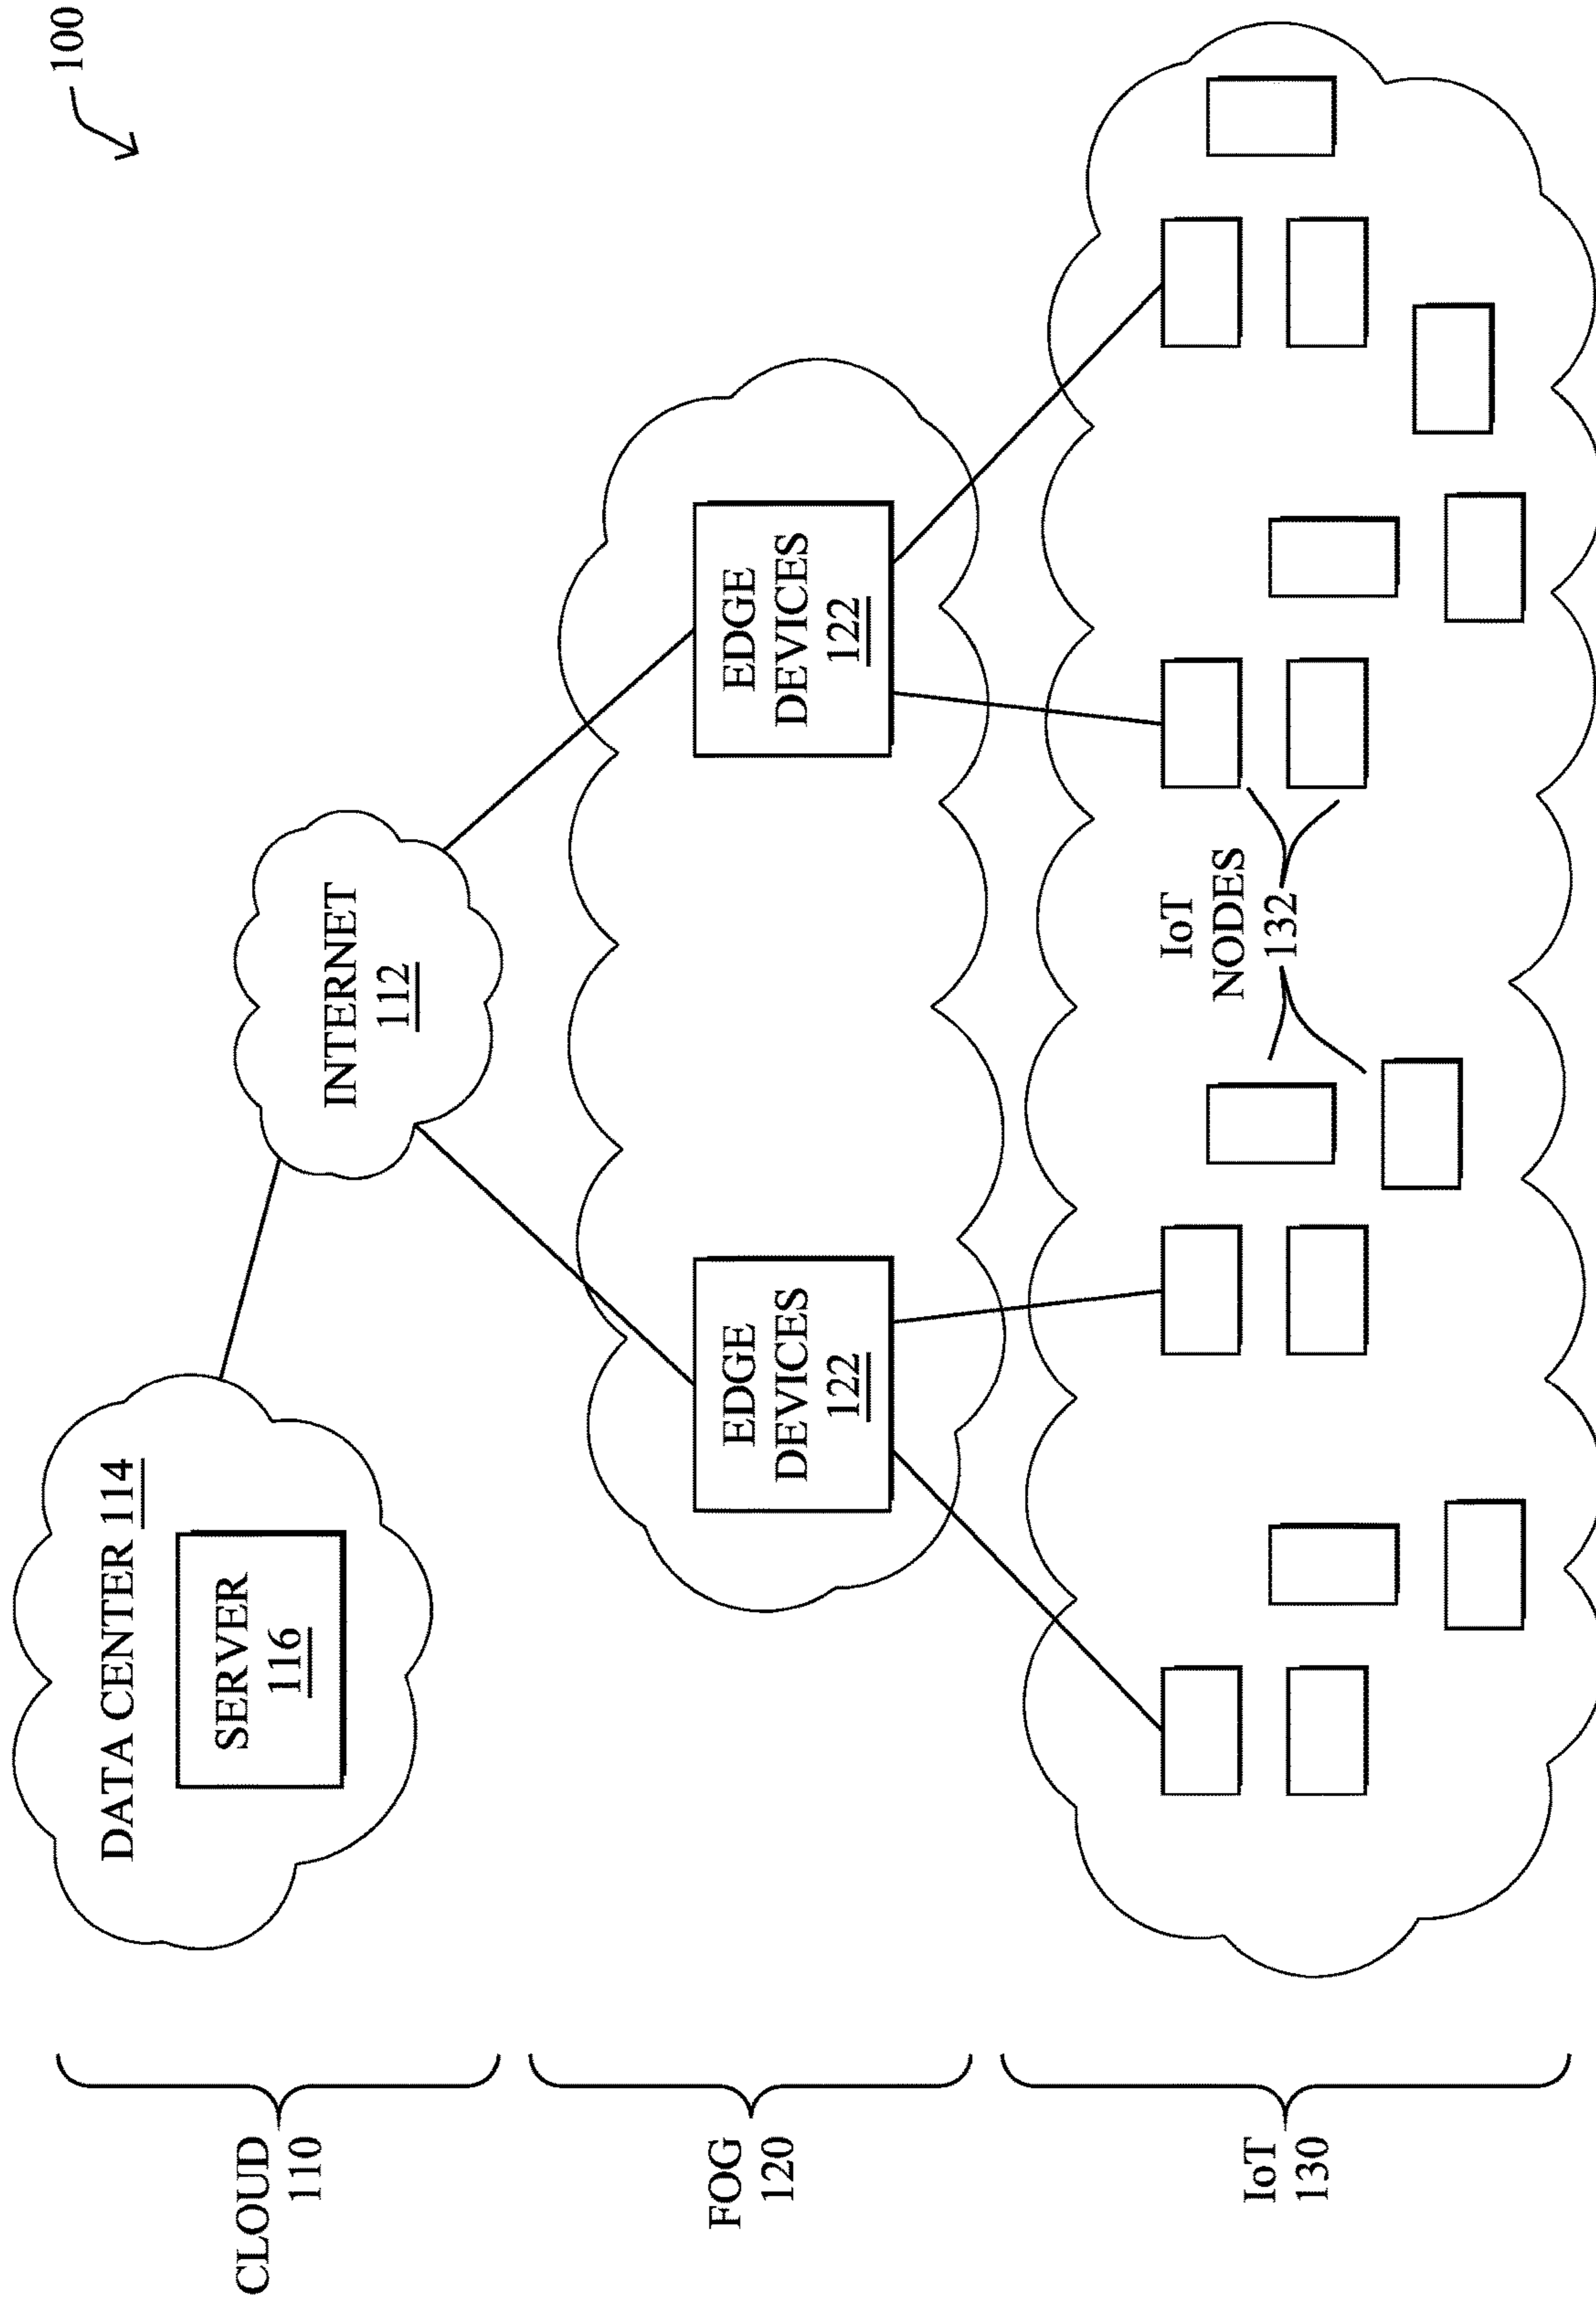 100
CLOUD
110
DATA CENTER 114
SERVER
116
INTERNET
112
FOG
120
EDGE
DEVICES
122
EDGE
DEVICES
122
IoT
130
IoT
NODES
132